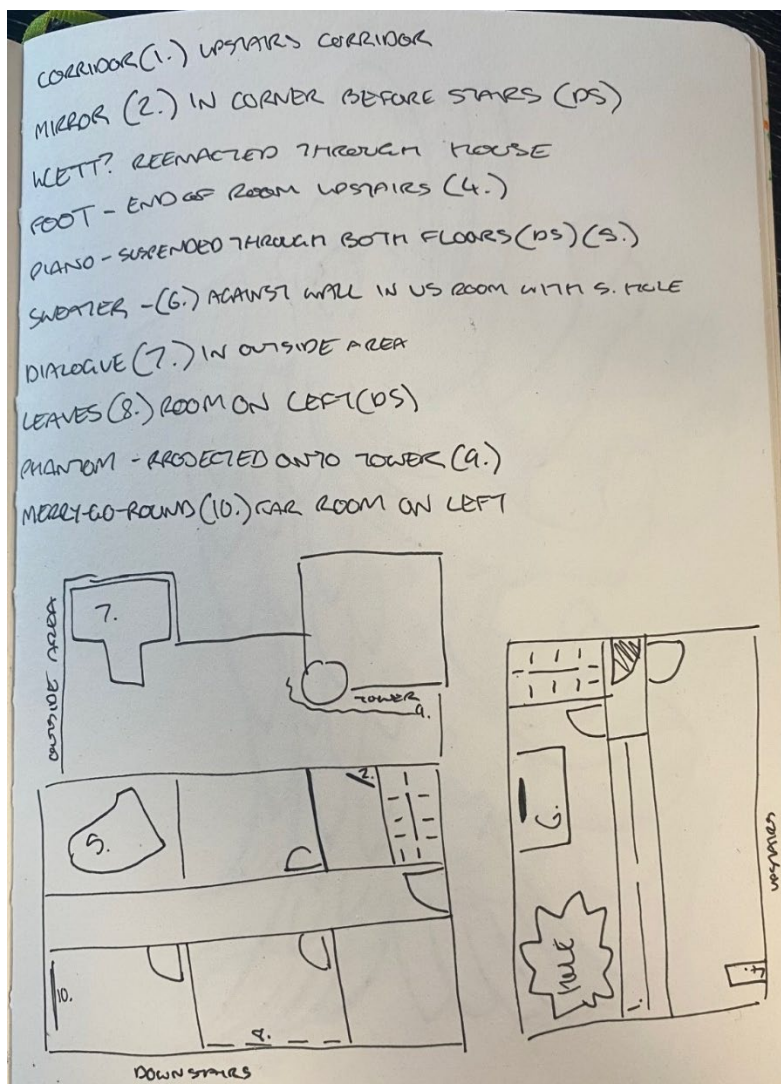 CORRIDOR (1.) UPSTAIRS CORRIDOR
MIRROR (2.) IN CORNER BEFORE STAIRS (DS)
REENACTED THROUGH HOUSE
FOOT - END OF ROOM UPSTAIRS (4.)
PIANO - SUSPENDED THROUGH BOTH FLOORS (DS) (5.)
SWEATER - (6.) AGAINST WALL IN US ROOM WITH 5. HOLE
DIALOGUE (7.) IN OUTSIDE AREA
LEAVES (8.) ROOM ON LEFT (DS)
PHANTOM - PROJECTED ONTO TOWER (9.)
MERRY-GO-ROUND (10.) FAR ROOM ON LEFT
OUTSIDE AREA
7.
TOWER
9.
2.
5.
10.
8.
DOWNSTAIRS
6.
HOLE
1.
4.
UPSTAIRS